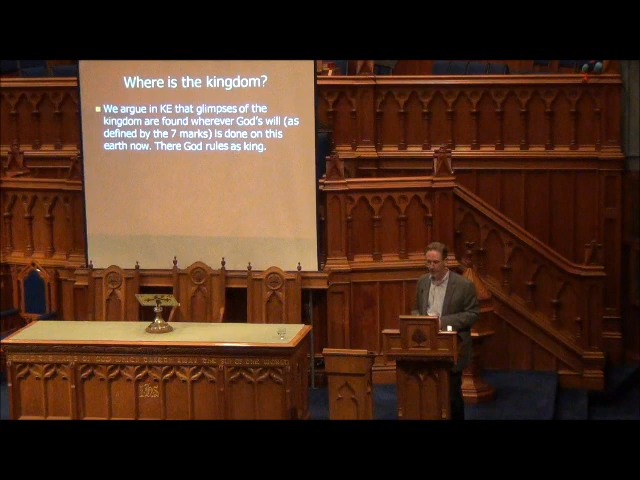 Where is the kingdom?
We argue in KE that glimpses of the
kingdom are found wherever God's will (as
defined by the 7 marks) is done on this
earth now. There God rules as king.